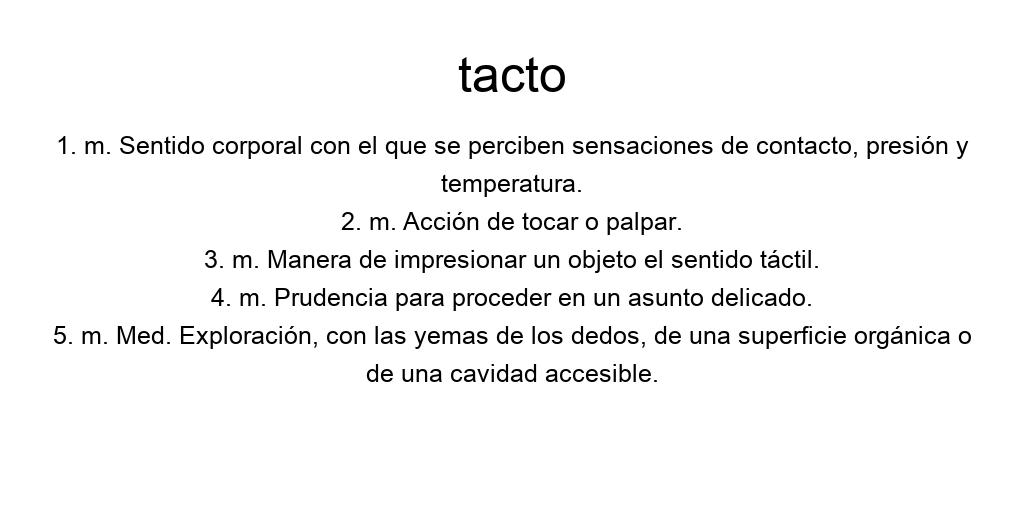 tacto
1. m. Sentido corporal con el que se perciben sensaciones de contacto, presión y
temperatura.
2. m. Acción de tocar o palpar.
3. m. Manera de impresionar un objeto el sentido táctil.
4. m. Prudencia para proceder en un asunto delicado.
5. m. Med. Exploración, con las yemas de los dedos, de una superficie orgánica o
de una cavidad accesible.